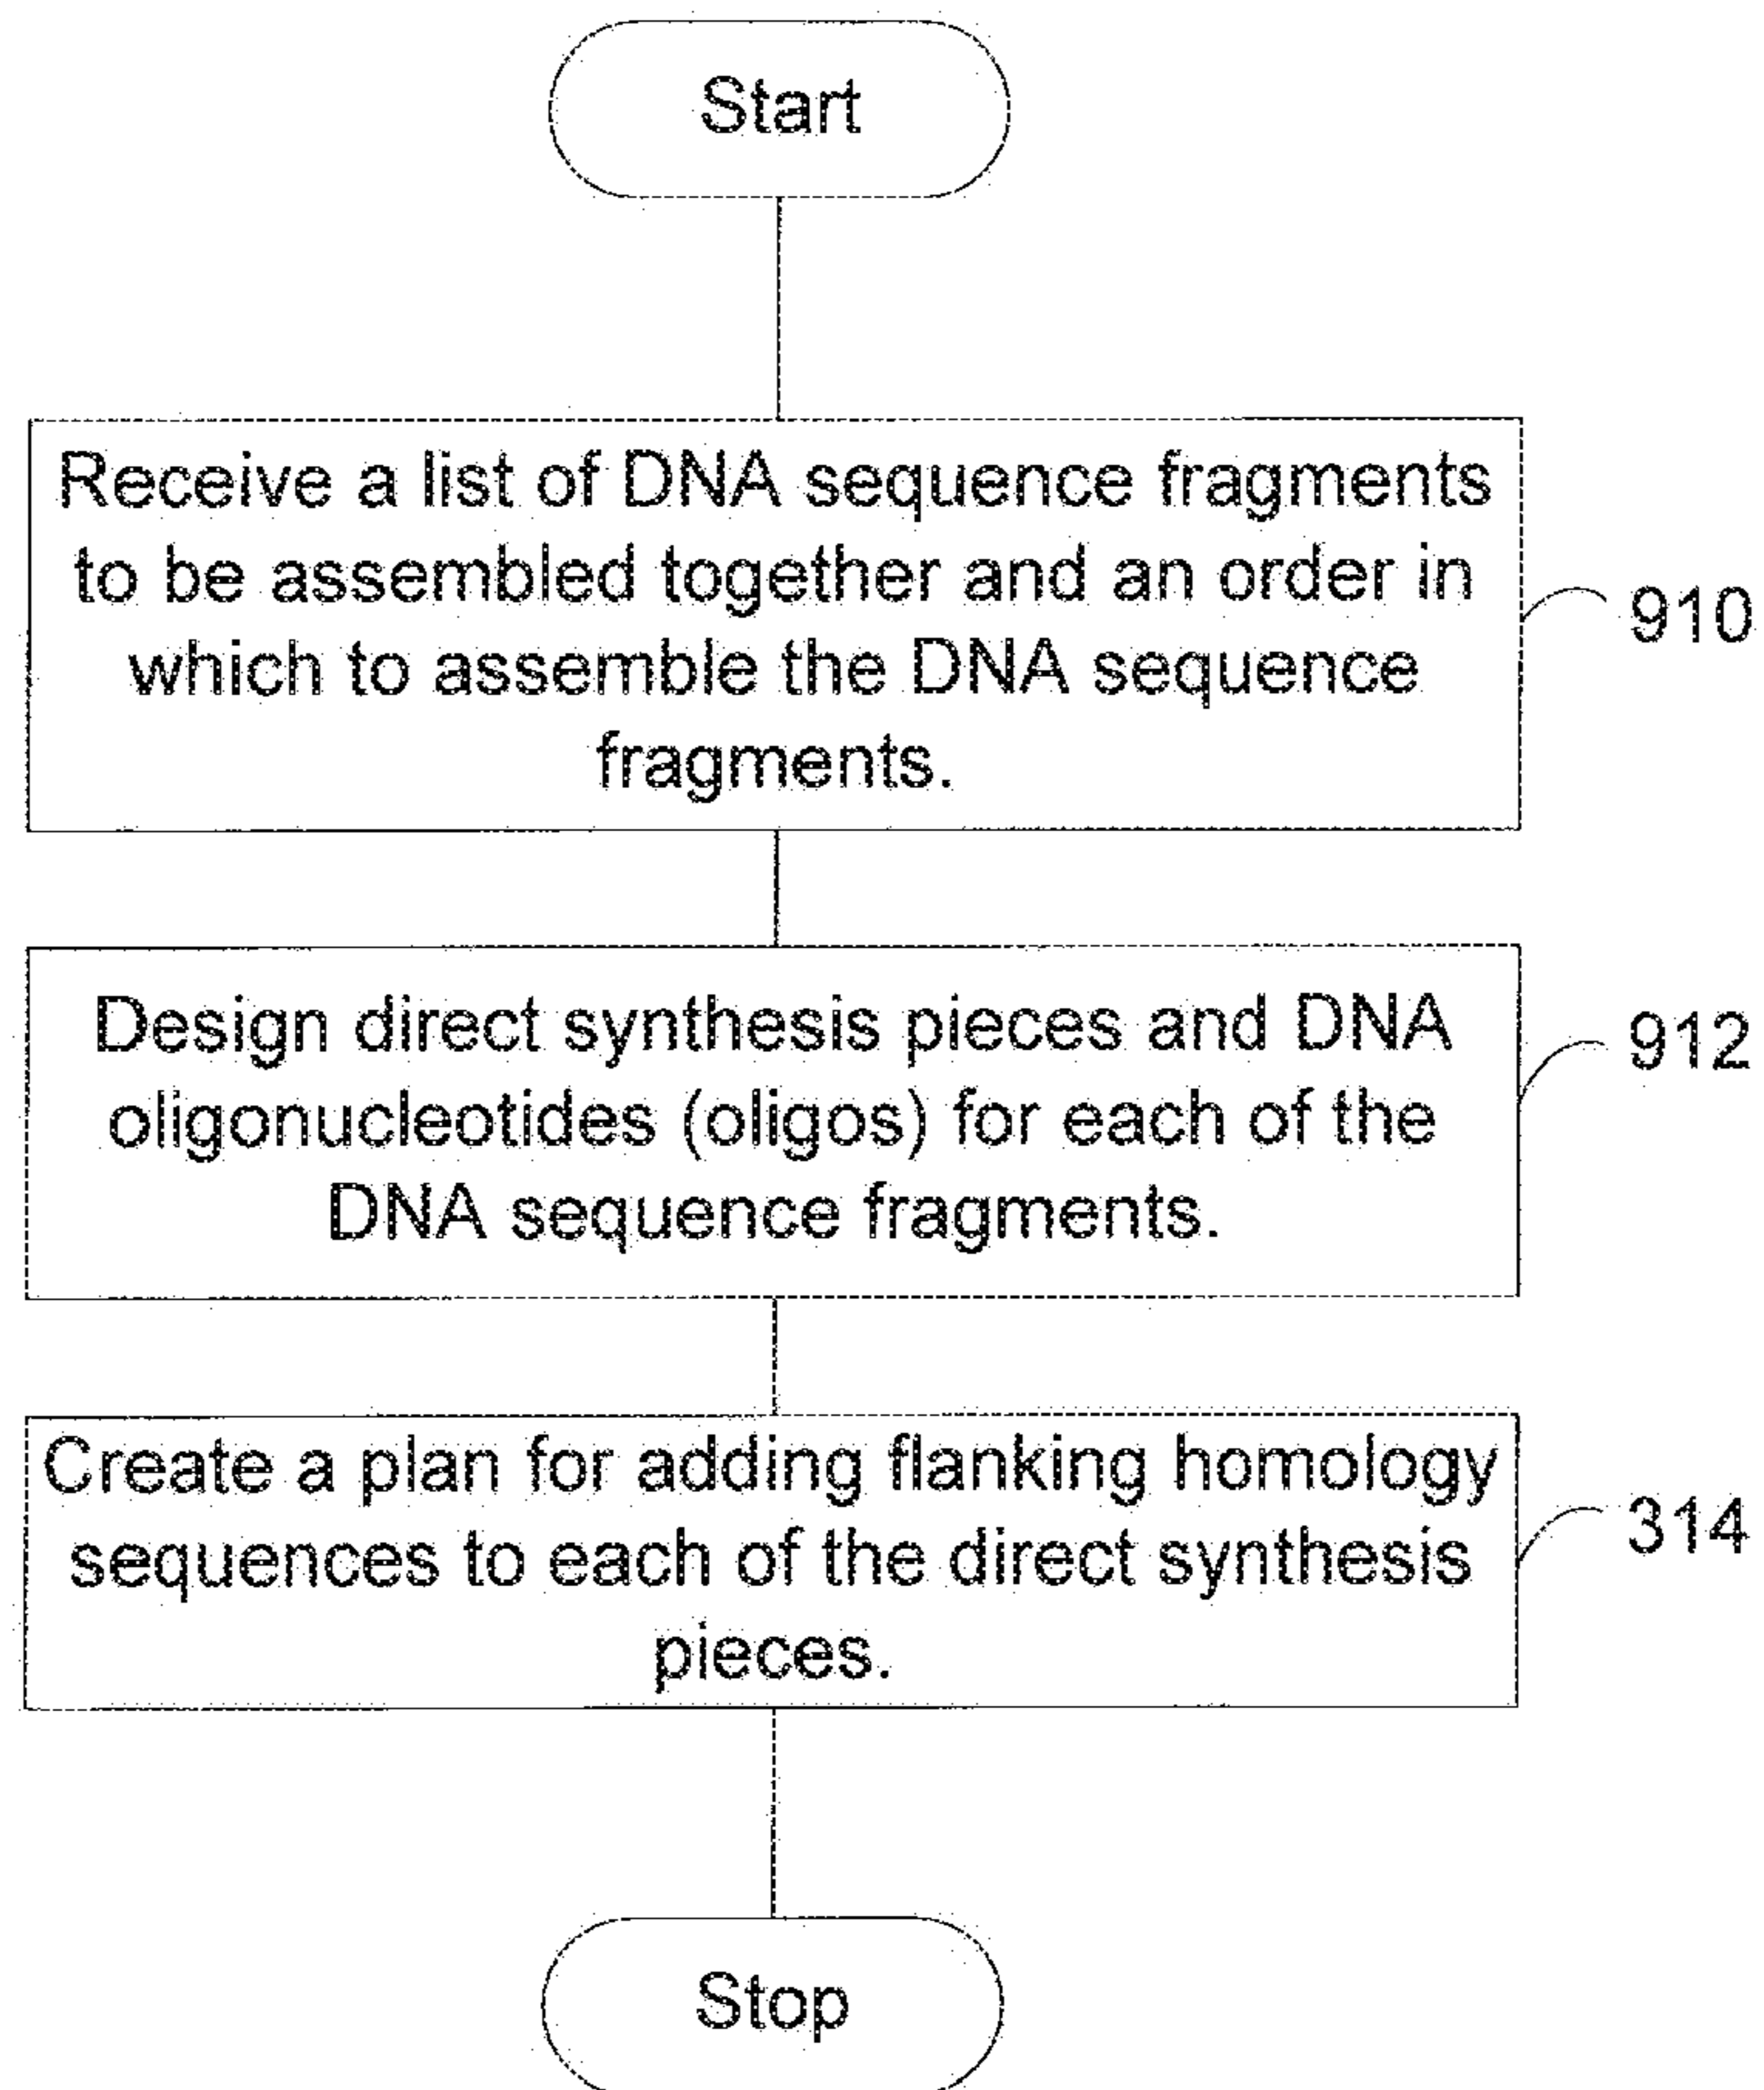 Start
Receive a list of DNA sequence fragments
to be assembled together and an order in
which to assemble the DNA sequence
fragments.
910
Design direct synthesis pieces and DNA
oligonucleotides (oligos) for each of the
DNA sequence fragments.
912
Create a plan for adding flanking homology
sequences to each of the direct synthesis
pieces.
314
Stop